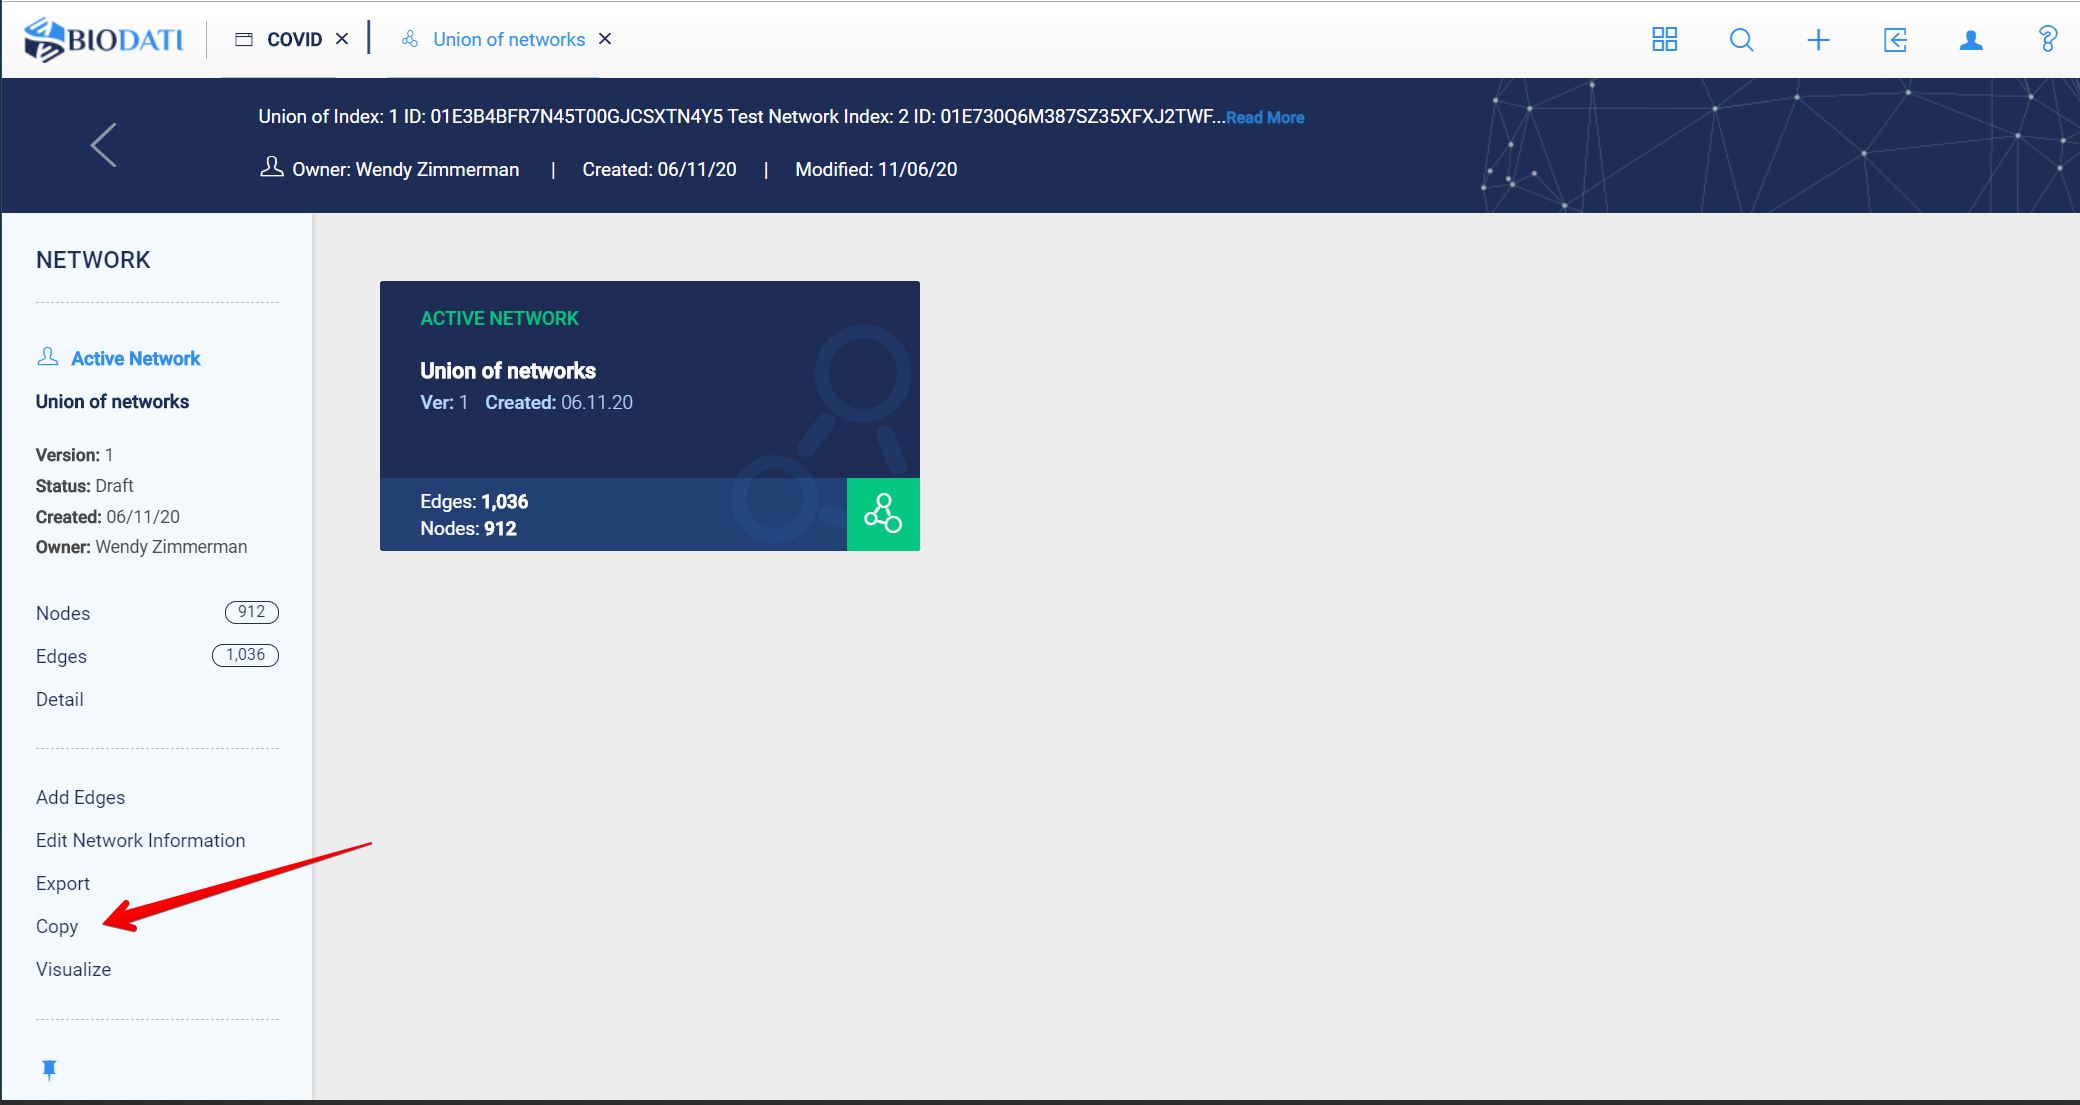 BIODATI
COVID
Union of networks
Union of Index: 1 ID: 01E3B4BFR7N45T00GJCSXTN4Y5 Test Network Index: 2 ID: 01E730Q6M387SZ35XFXJ2TWF...Read More
Owner: Wendy Zimmerman | Created: 06/11/20 | Modified: 11/06/20
NETWORK
Active Network
Union of networks
Version: 1
Status: Draft
Created: 06/11/20
Owner: Wendy Zimmerman
Nodes 912
Edges 1,036
Detail
Add Edges
Edit Network Information
Export
Copy
Visualize
ACTIVE NETWORK
Union of networks
Ver: 1 Created: 06.11.20
Edges: 1,036
Nodes: 912